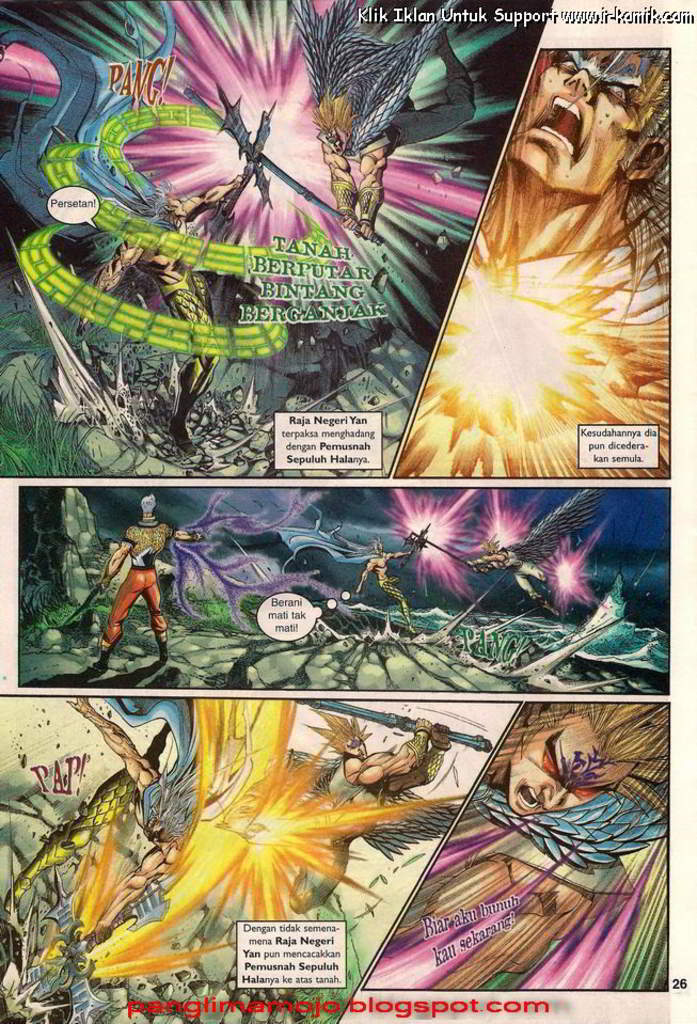 Klik Iklan Untuk Support www.ir-komik.com
PANG!
Persetan!
TANAH
BERPUTAR
BINTANG
BERGANJAK
Raja Negeri Yan
terpaksa menghadang
dengan Pemusnah
Sepuluh Halanya.
Kesudahannya dia
pun dicedera-
kan semula.
Berani
mati tak
mati!
PANG!
PAP!
Dengan tidak semena-
mena Raja Negeri
Yan pun mencacakkan
Pemusnah Sepuluh
Halanya ke atas tanah.
Biar aku bunuh
kau sekarang!
26
panglimamojo.blogspot.com